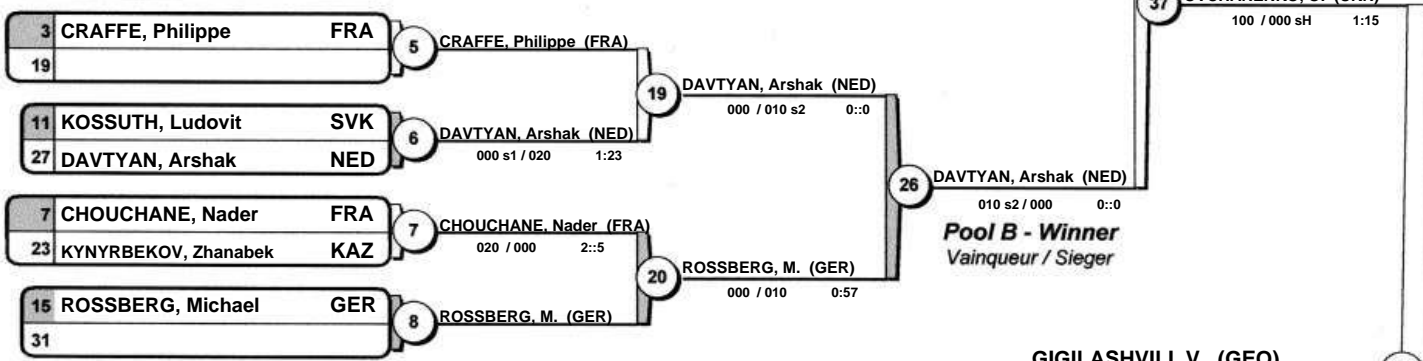 3 CRAFFE, Philippe FRA
19
5
CRAFFE, Philippe (FRA)
11 KOSSUTH, Ludovit SVK
27 DAVTYAN, Arshak NED
6
DAVTYAN, Arshak (NED)
000 s1 / 020 1:23
7 CHOUCHANE, Nader FRA
23 KYNYRBEKOV, Zhanabek KAZ
7
CHOUCHANE, Nader (FRA)
020 / 000 2::5
15 ROSSBERG, Michael GER
31
8
ROSSBERG, M. (GER)
19
DAVTYAN, Arshak (NED)
000 / 010 s2 0::0
20
ROSSBERG, M. (GER)
000 / 010 0:57
26
DAVTYAN, Arshak (NED)
010 s2 / 000 0::0
Pool B - Winner
Vainqueur / Sieger
37
100 / 000 sH 1:15
GIGILASHVILI, V. (GEO)